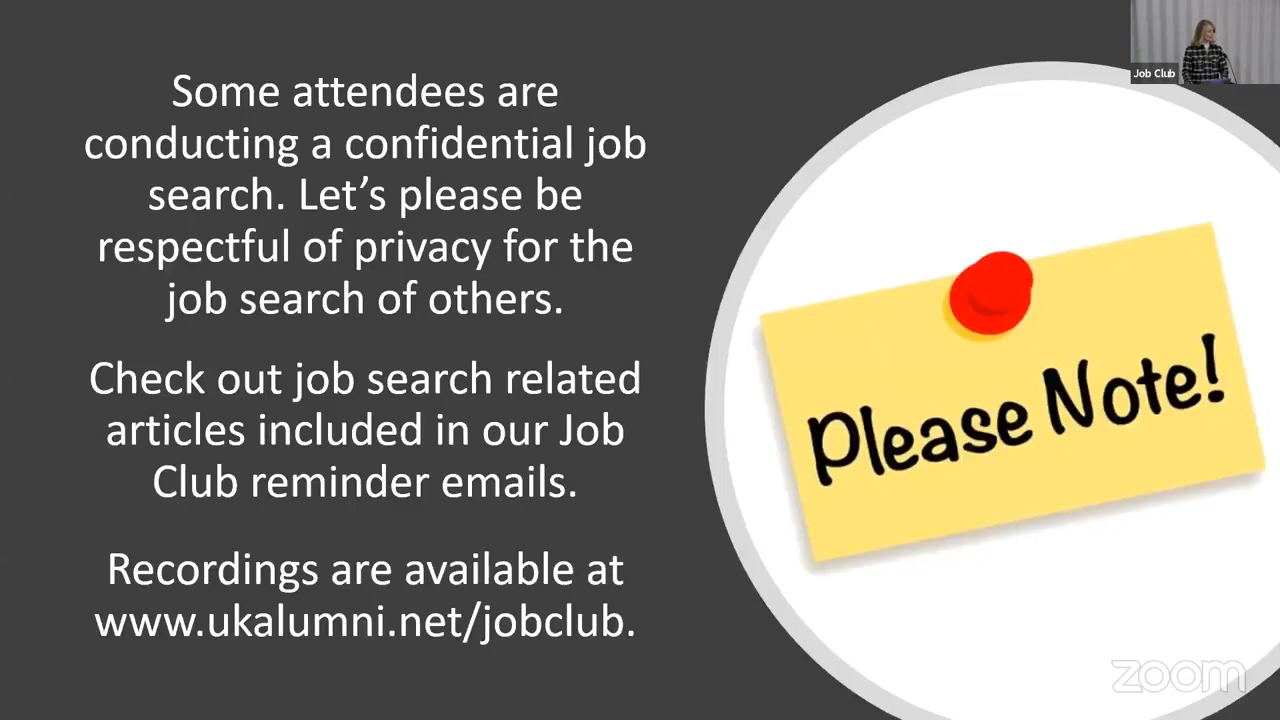 Some attendees are
conducting a confidential job
search. Let’s please be
respectful of privacy for the
job search of others.
Check out job search related
articles included in our Job
Club reminder emails.
Recordings are available at
www.ukalumni.net/jobclub.
Job Club
Please Note!
zoom